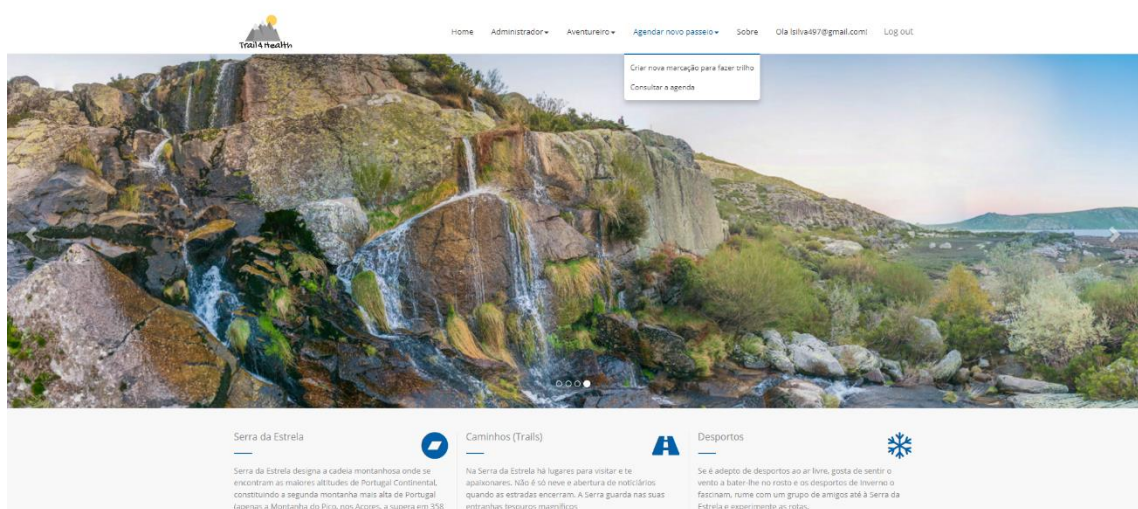 Trail4Health
Home Administrador Aventureiro Agendar novo passeio Sobre Ola lsilva497@gmail.com! Log out
Criar nova marcação para fazer trilho
Consultar a agenda
Serra da Estrela
Serra da Estrela designa a cadeia montanhosa onde se
encontram as maiores altitudes de Portugal Continental,
constituindo a segunda montanha mais alta de Portugal
(apenas a Montanha do Pico, nos Açores, a supera em 358
Caminhos (Trails)
Na Serra da Estrela há lugares para visitar e te
apaixonares. Não é só neve e abertura de noticiários
quando as estradas encerram. A Serra guarda nas suas
entranhas tesouros magníficos
Desportos
Se é adepto de desportos ao ar livre, gosta de sentir o
vento a bater-lhe no rosto e os desportos de Inverno o
fascinam, rume com um grupo de amigos até à Serra da
Estrela e experimente as rotas.